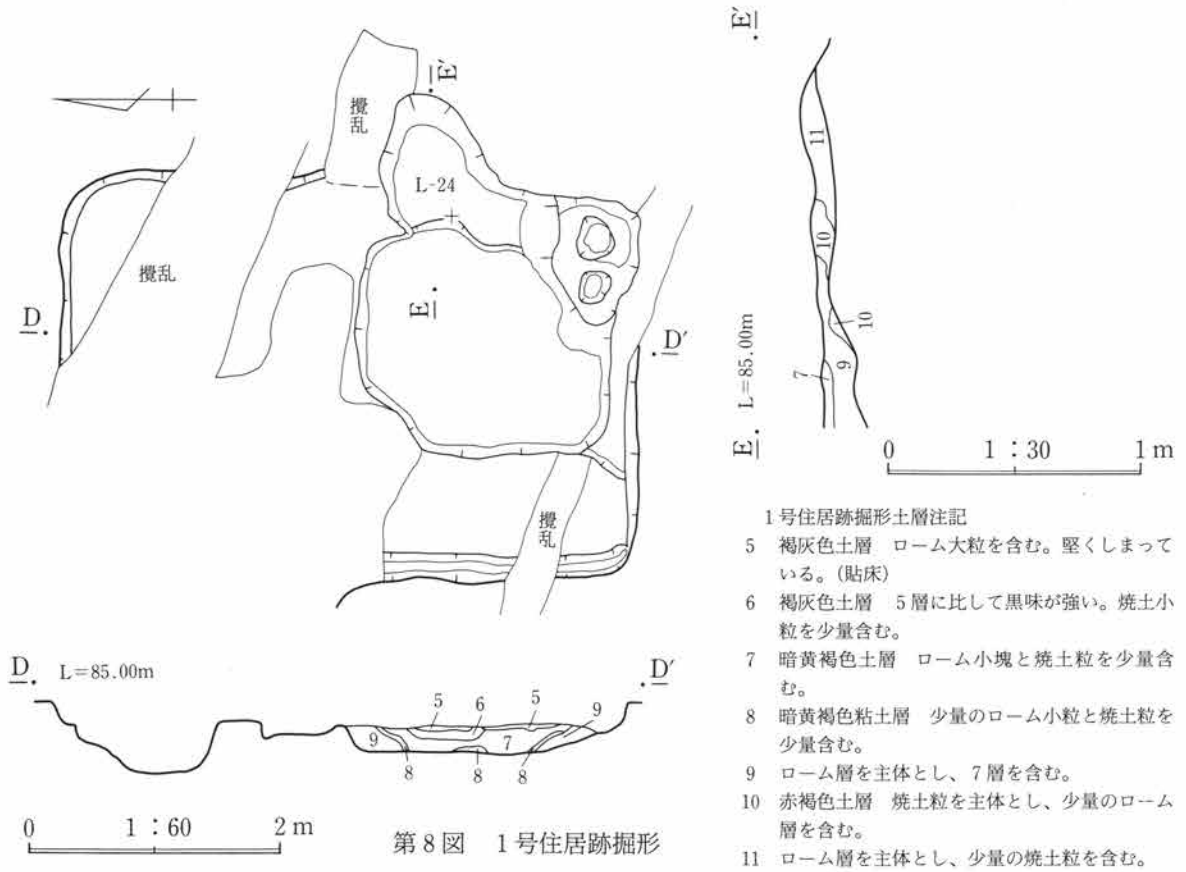 E'
攪乱
E'
L-24
攪乱
11
10
D
E
D'
10
9
7
L=85.00m
E
攪乱
0 1:30 1m
D L=85.00m D'
5 6 5 9
9 7
8 8 8
0 1:60 2m
第8図 1号住居跡掘形
1号住居跡掘形土層注記
5 褐灰色土層 ローム大粒を含む。堅くしまって
いる。(貼床)
6 褐灰色土層 5層に比して黒味が強い。焼土小
粒を少量含む。
7 暗黄褐色土層 ローム小塊と焼土粒を少量含
む。
8 暗黄褐色粘土層 少量のローム小粒と焼土粒を
少量含む。
9 ローム層を主体とし、7層を含む。
10 赤褐色土層 焼土粒を主体とし、少量のローム
層を含む。
11 ローム層を主体とし、少量の焼土粒を含む。